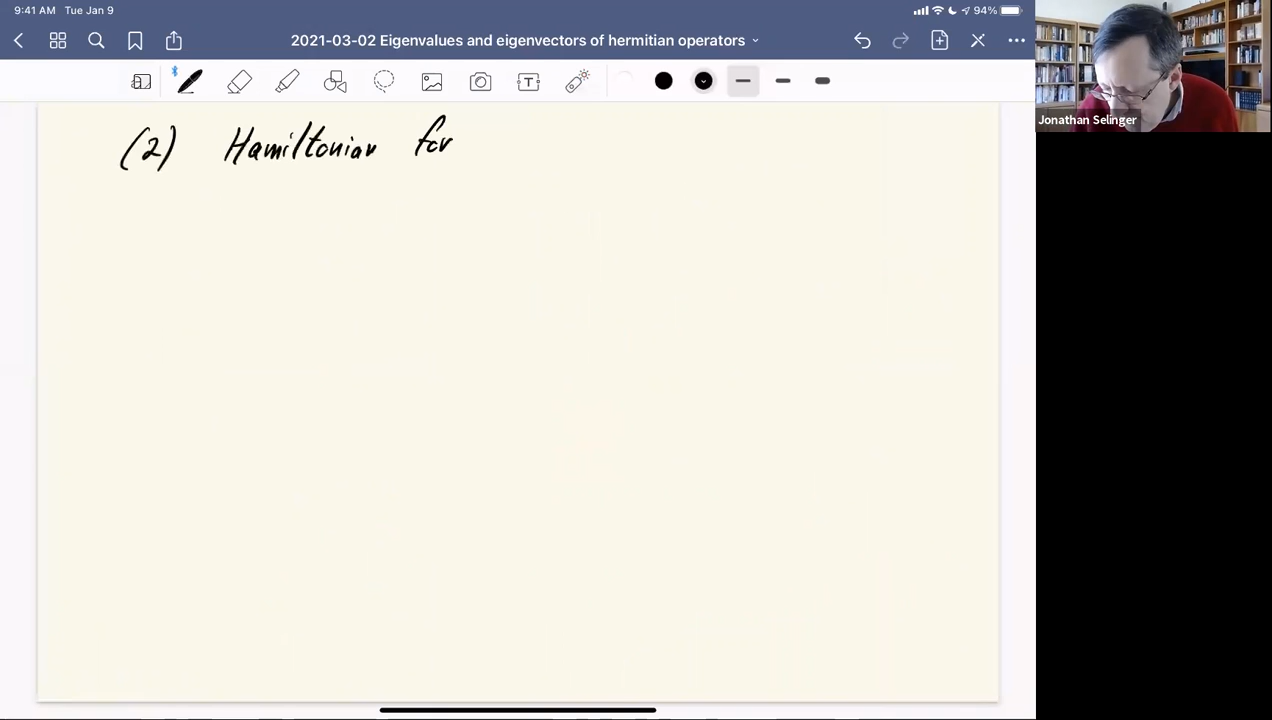 9:41 AM Tue Jan 9
94%
2021-03-02 Eigenvalues and eigenvectors of hermitian operators
Jonathan Selinger
(2) Hamiltonian for